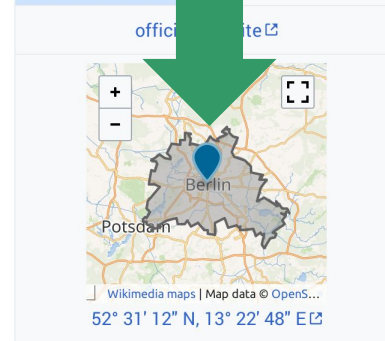 +
−
Berlin
Potsdam
Wikimedia maps | Map data © OpenS...
52° 31' 12" N, 13° 22' 48" E